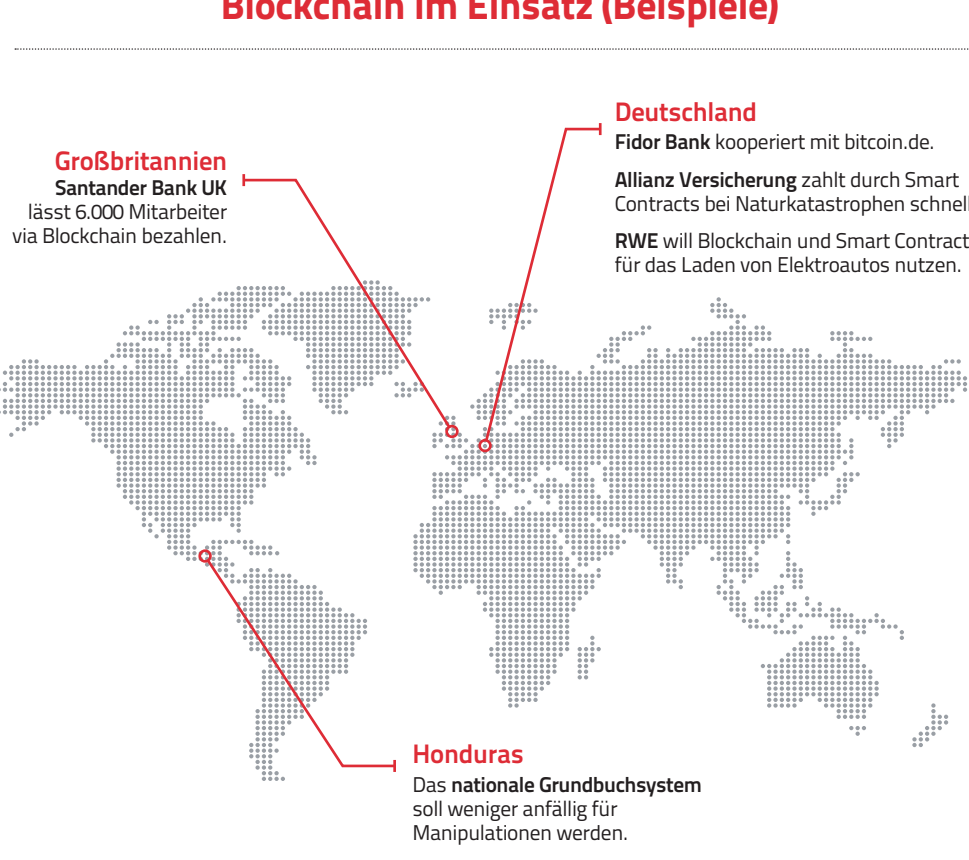 Blockchain im Einsatz (Beispiele)
Großbritannien
Santander Bank UK
lässt 6.000 Mitarbeiter
via Blockchain bezahlen.
Deutschland
Fidor Bank kooperiert mit bitcoin.de.
Allianz Versicherung zahlt durch Smart
Contracts bei Naturkatastrophen schnell
RWE will Blockchain und Smart Contract
für das Laden von Elektroautos nutzen.
Honduras
Das nationale Grundbuchsystem
soll weniger anfällig für
Manipulationen werden.